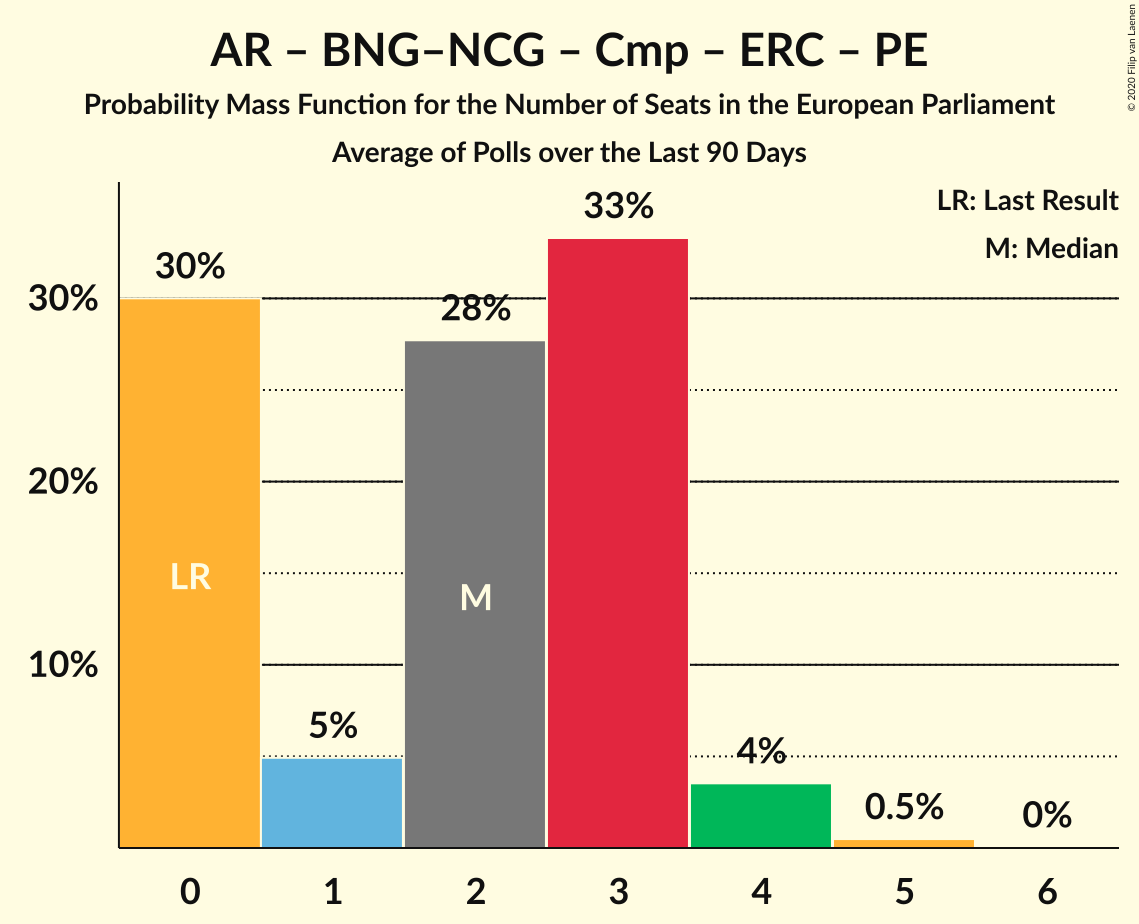 AR – BNG–NCG – Cmp – ERC – PE
Probability Mass Function for the Number of Seats in the European Parliament
Average of Polls over the Last 90 Days
© 2020 Filip van Laenen
LR: Last Result
M: Median
30%
20%
10%
30%
5%
28%
33%
4%
0.5%
0%
LR
M
0 1 2 3 4 5 6